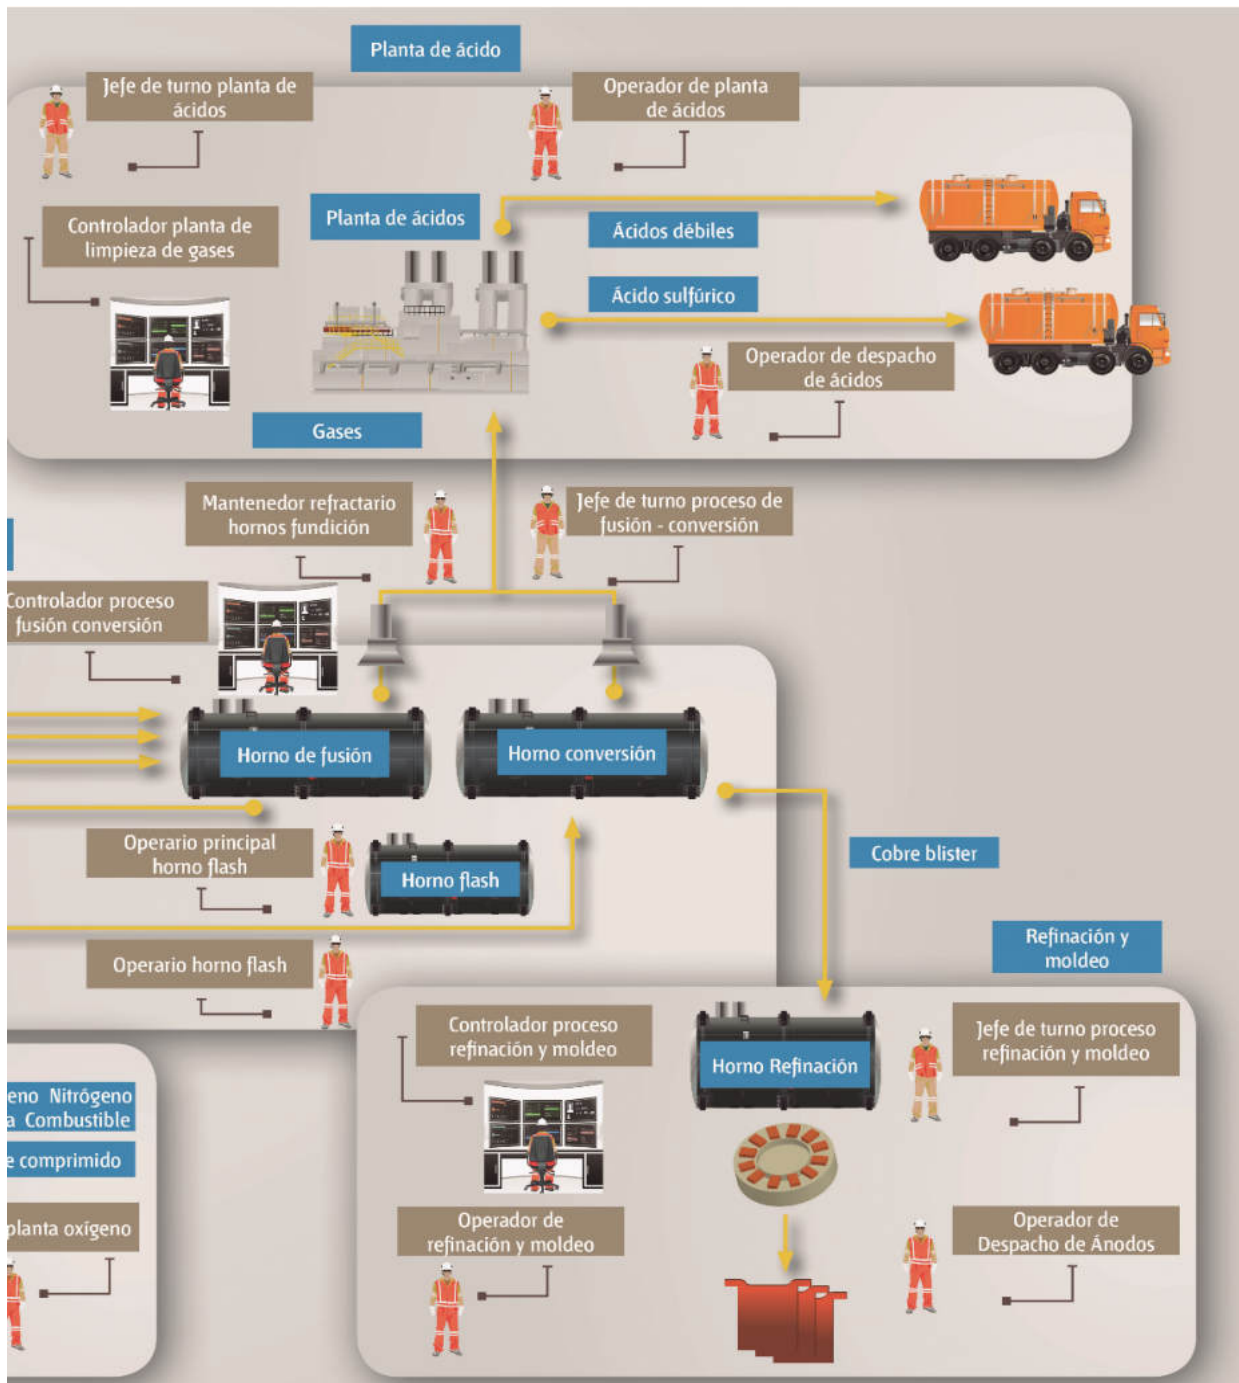 Planta de ácido
Jefe de turno planta de
ácidos
Operador de planta
de ácidos
Controlador planta de
limpieza de gases
Planta de ácidos
Ácidos débiles
Ácido sulfúrico
Operador de despacho
de ácidos
Gases
Mantenedor refractario
hornos fundición
Jefe de turno proceso de
fusión - conversión
Controlador proceso
fusión conversión
Horno de fusión
Horno conversión
Operario principal
horno flash
Horno flash
Cobre blister
Operario horno flash
Refinación y
moldeo
Controlador proceso
refinación y moldeo
Horno Refinación
Jefe de turno proceso
refinación y moldeo
eno Nitrógeno
a Combustible
e comprimido
planta oxígeno
Operador de
refinación y moldeo
Operador de
Despacho de Ánodos